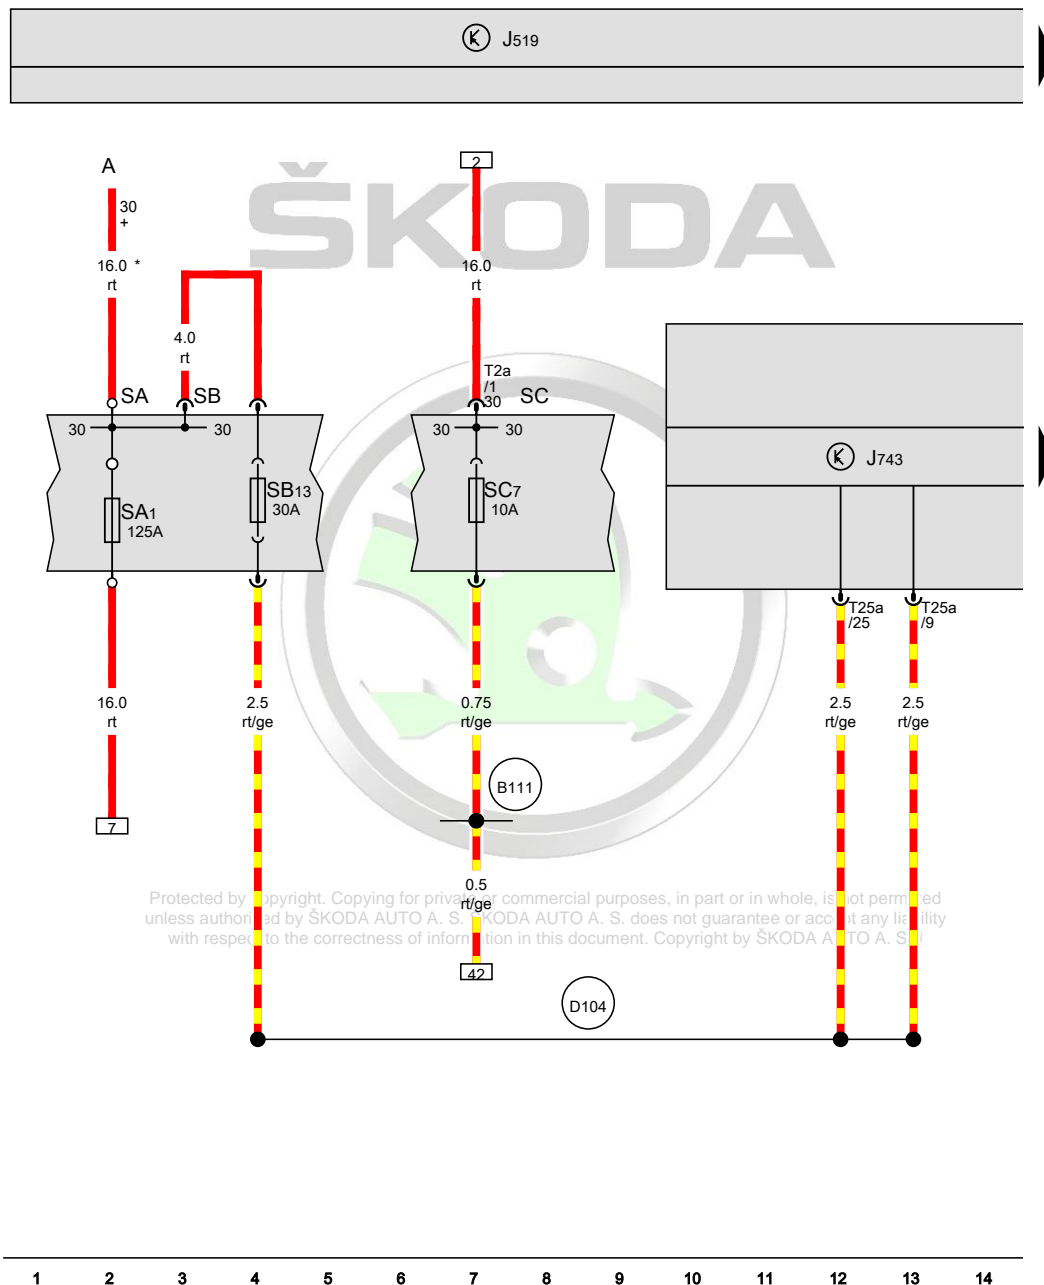 J519
A
2
ŠKODA
30
+
16.0 *
rt
16.0
rt
4.0
rt
T2a
/1
30
SA
SB
SC
30
30
30
30
J743
SB13
30A
SC7
10A
SA1
125A
T25a
/25
T25a
/9
16.0
rt
2.5
rt/ge
0.75
rt/ge
2.5
rt/ge
2.5
rt/ge
B111
7
0.5
rt/ge
Protected by copyright. Copying for private or commercial purposes, in part or in whole, is not permitted
unless authorised by ŠKODA AUTO A. S. ŠKODA AUTO A. S. does not guarantee or accept any liability
with respect to the correctness of information in this document. Copyright by ŠKODA AUTO A. S.
42
D104
1 2 3 4 5 6 7 8 9 10 11 12 13 14